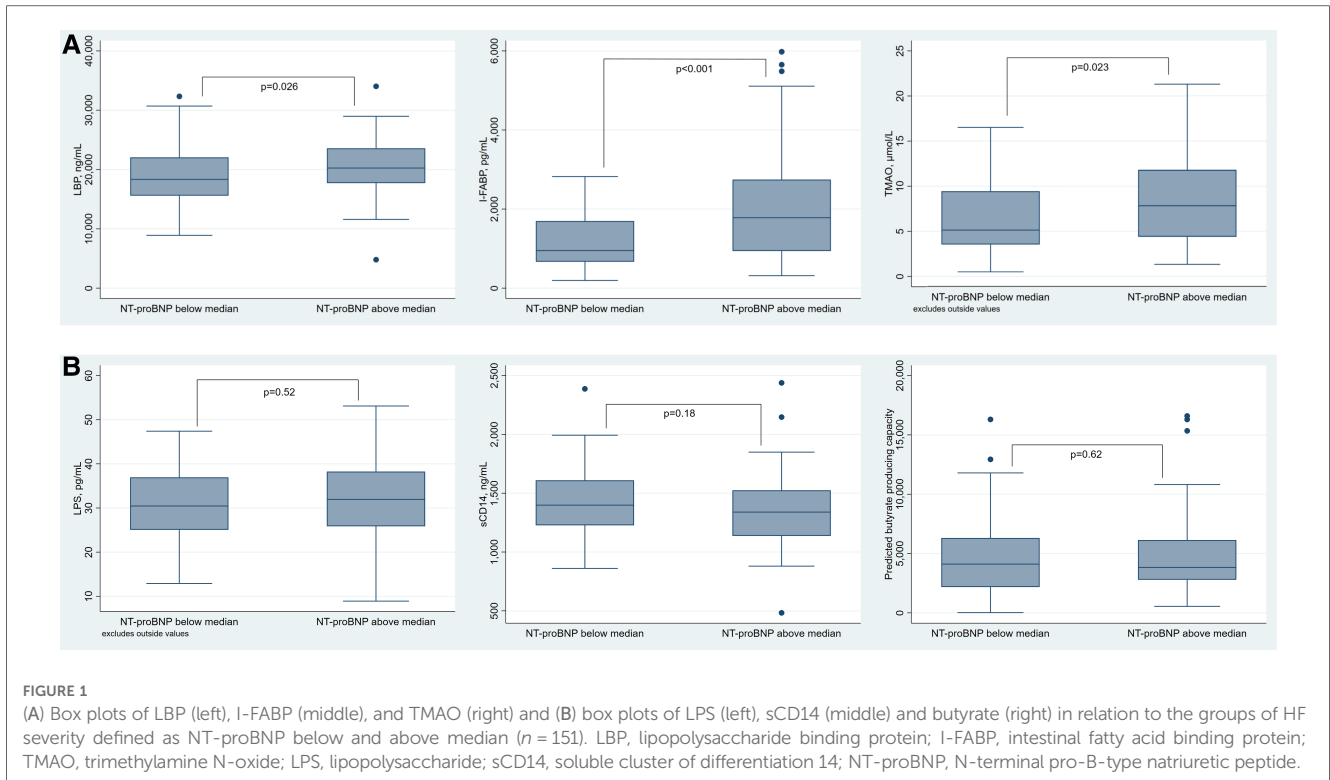 A
40,000
30,000
20,000
10,000
0
LBP, ng/mL
p=0.026
NT-proBNP below median
NT-proBNP above median
6,000
4,000
2,000
0
I-FABP, pg/mL
p<0.001
NT-proBNP below median
NT-proBNP above median
25
20
15
10
5
0
TMAO, µmol/L
p=0.023
NT-proBNP below median
NT-proBNP above median
excludes outside values
B
60
50
40
30
20
10
LPS, pg/mL
p=0.52
NT-proBNP below median
NT-proBNP above median
excludes outside values
2,500
2,000
1,500
1,000
500
sCD14, ng/mL
p=0.18
NT-proBNP below median
NT-proBNP above median
20,000
15,000
10,000
5,000
0
Predicted butyrate producing capacity
p=0.62
NT-proBNP below median
NT-proBNP above median
FIGURE 1
(A) Box plots of LBP (left), I-FABP (middle), and TMAO (right) and (B) box plots of LPS (left), sCD14 (middle) and butyrate (right) in relation to the groups of HF
severity defined as NT-proBNP below and above median (n = 151). LBP, lipopolysaccharide binding protein; I-FABP, intestinal fatty acid binding protein;
TMAO, trimethylamine N-oxide; LPS, lipopolysaccharide; sCD14, soluble cluster of differentiation 14; NT-proBNP, N-terminal pro-B-type natriuretic peptide.